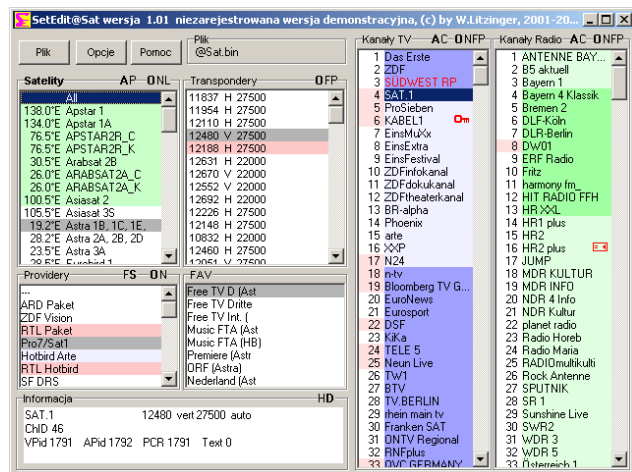 SetEdit@Sat wersja 1.01 niezarejestrowana wersja demonstracyjna, (c) by W.Litzinger, 2001-20...
Plik
Opcje
Pomoc
Plik
@Sat.bin
Satelity AP ONL
All
138.0°E Apstar 1
134.0°E Apstar 1A
76.5°E APSTAR2R_C
76.5°E APSTAR2R_K
30.5°E Arabsat 2B
26.0°E ARABSAT2A_C
26.0°E ARABSAT2A_K
100.5°E Asiasat 2
105.5°E Asiasat 3S
19.2°E Astra 1B, 1C, 1E,
28.2°E Astra 2A, 2B, 2D
23.5°E Astra 3A
28.5°E Eurobird 1
Transpondery OFP
11837 H 27500
11954 H 27500
12110 H 27500
12480 V 27500
12188 H 27500
12631 H 22000
12670 V 22000
12552 V 22000
12692 H 22000
12226 H 27500
12148 H 27500
10832 H 22000
12460 H 27500
12051 V 27500
Providery FS ON
---
ARD Paket
ZDF Vision
RTL Paket
Pro7/Sat1
Hotbird Arte
RTL Hotbird
SF DRS
FAV
Free TV D (Ast
Free TV Dritte
Free TV Int. (
Music FTA (Ast
Music FTA (HB)
Premiere (Astr
ORF (Astra)
Nederland (Ast
Informacja HD
SAT.1 12480 vert 27500 auto
ChID 46
VPid 1791 APid 1792 PCR 1791 Text 0
Kanały TV AC ONFP
1 Das Erste
2 ZDF
3 SÜDWEST RP
4 SAT.1
5 ProSieben
6 KABEL1
7 EinsMuXx
8 EinsExtra
9 EinsFestival
10 ZDFinfokanal
11 ZDFdokukanal
12 ZDFtheaterkanal
13 BR-alpha
14 Phoenix
15 arte
16 XXP
17 N24
18 n-tv
19 Bloomberg TV G...
20 EuroNews
21 Eurosport
22 DSF
23 KiKa
24 TELE 5
25 Neun Live
26 TW1
27 BTV
28 TV.BERLIN
29 rhein main tv
30 Franken SAT
31 ONTV Regional
32 RNFplus
33 QVC GERMANY
Kanały Radio AC ONFP
1 ANTENNE BAY...
2 B5 aktuell
3 Bayern 1
4 Bayern 4 Klassik
5 Bremen 2
6 DLF-Köln
7 DLR-Berlin
8 DW01
9 ERF Radio
10 Fritz
11 harmony fm_
12 HIT RADIO FFH
13 HR XXL
14 HR1 plus
15 HR2
16 HR2 plus
17 JUMP
18 MDR KULTUR
19 MDR INFO
20 NDR 4 Info
21 NDR Kultur
22 planet radio
23 Radio Horeb
24 Radio Maria
25 RADIOmultikulti
26 Rock Antenne
27 SPUTNIK
28 SR 1
29 Sunshine Live
30 SWR2
31 WDR 3
32 WDR 5
33 Österreich 1